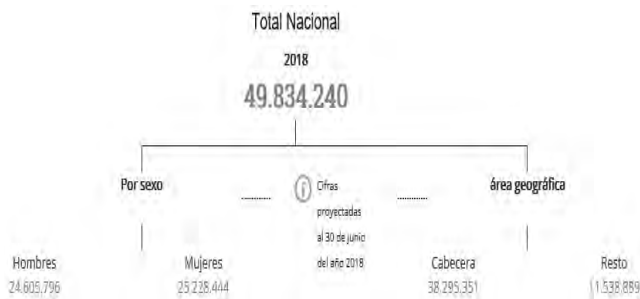 Total Nacional
2018
49.834.240
Por sexo
Cifras
proyectadas
al 30 de junio
del año 2018
área geográfica
Hombres
Mujeres
Cabecera
Resto
24.605.796
25.228.444
38.295.351
11.538.889